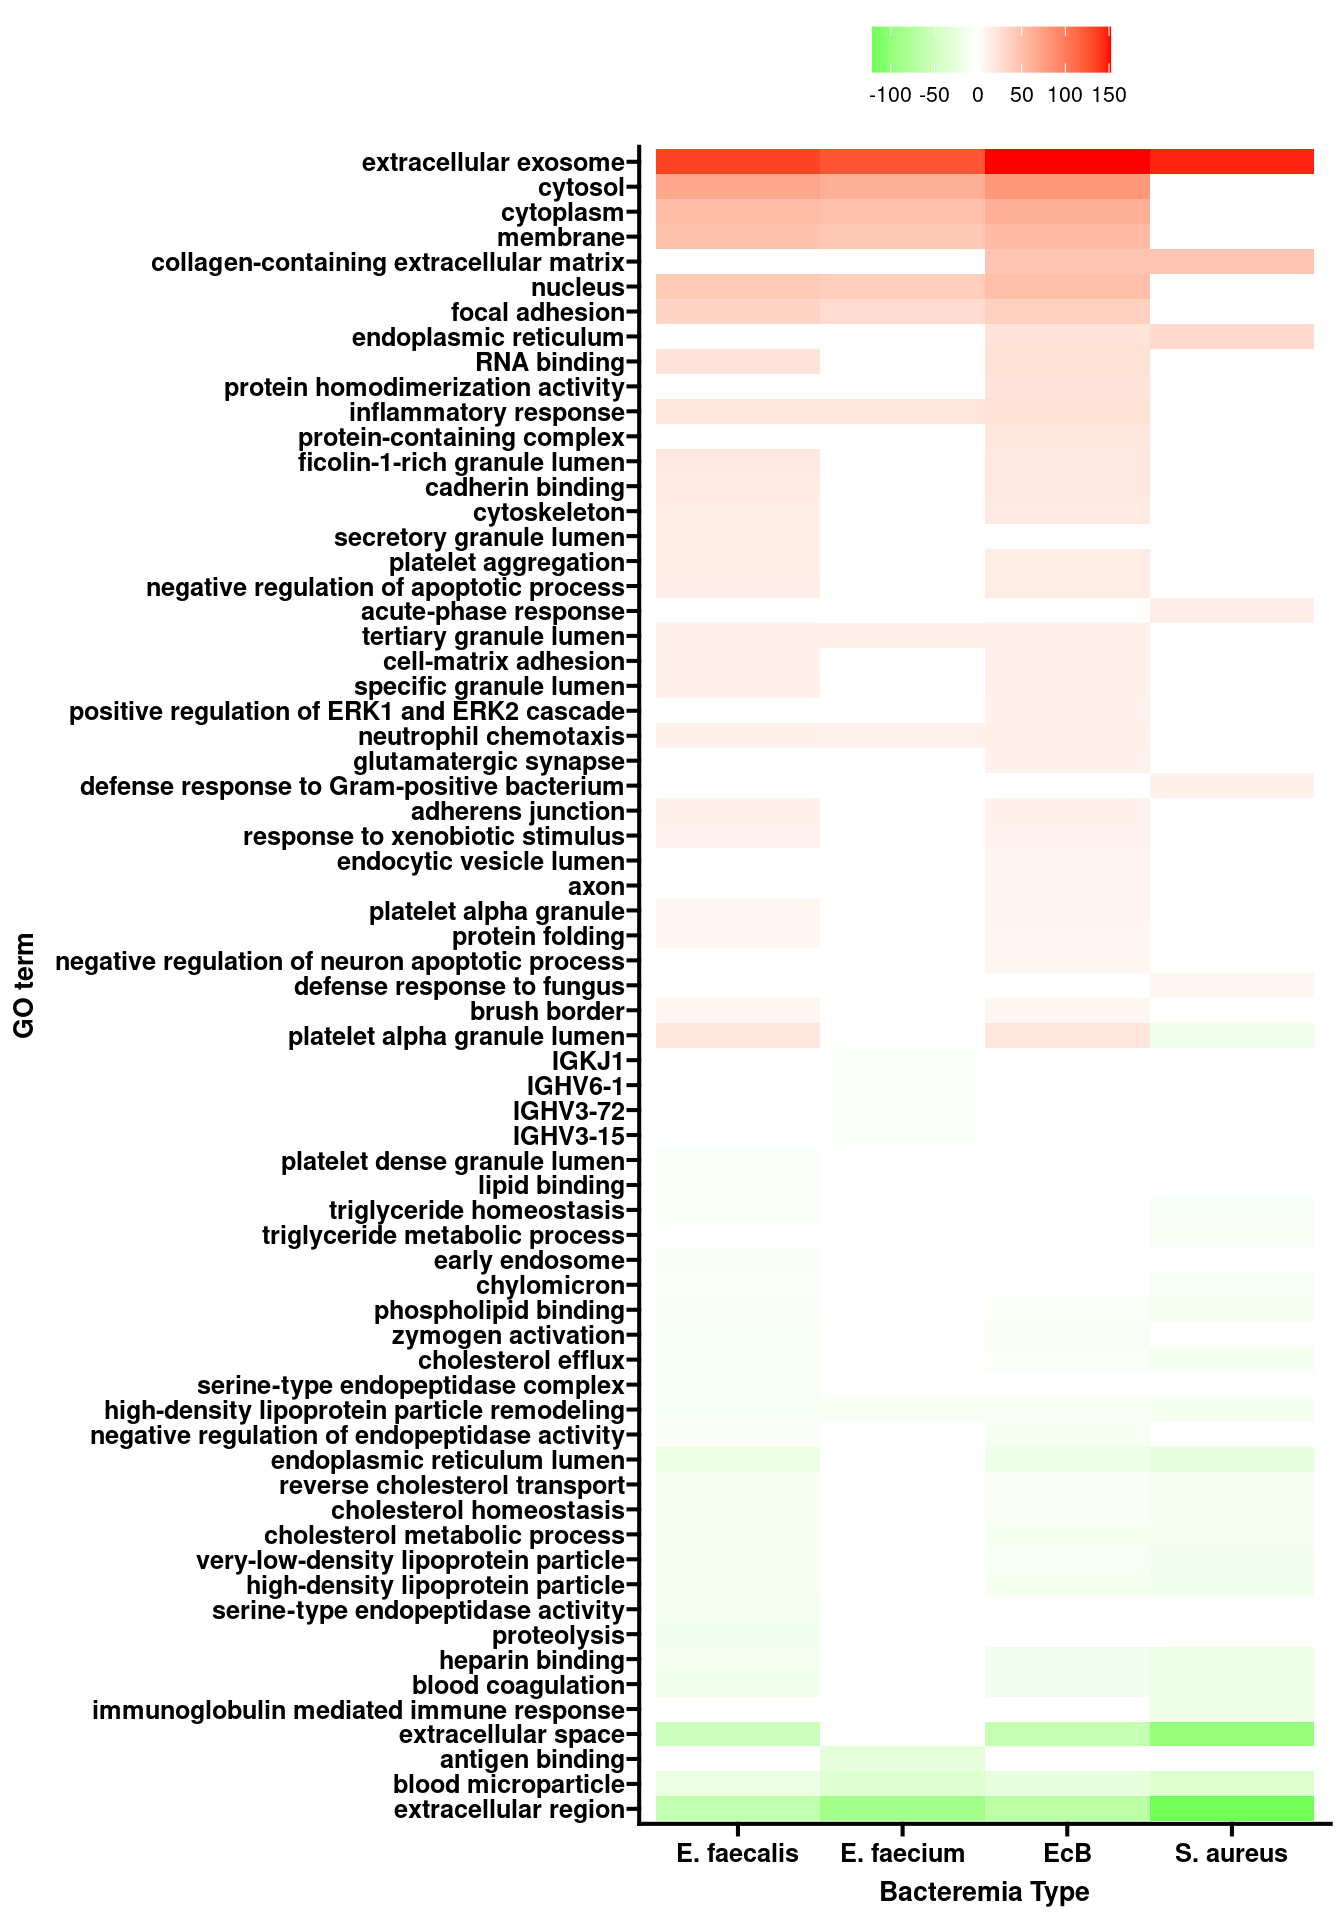 -100 -50 0 50 100 150
extracellular exosome
cytosol
cytoplasm
membrane
collagen-containing extracellular matrix
nucleus
focal adhesion
endoplasmic reticulum
RNA binding
protein homodimerization activity
inflammatory response
protein-containing complex
ficolin-1-rich granule lumen
cadherin binding
cytoskeleton
secretory granule lumen
platelet aggregation
negative regulation of apoptotic process
acute-phase response
tertiary granule lumen
cell-matrix adhesion
specific granule lumen
positive regulation of ERK1 and ERK2 cascade
neutrophil chemotaxis
glutamatergic synapse
defense response to Gram-positive bacterium
adherens junction
response to xenobiotic stimulus
endocytic vesicle lumen
axon
platelet alpha granule
protein folding
negative regulation of neuron apoptotic process
defense response to fungus
brush border
platelet alpha granule lumen
IGKJ1
IGHV6-1
IGHV3-72
IGHV3-15
platelet dense granule lumen
lipid binding
triglyceride homeostasis
triglyceride metabolic process
early endosome
chylomicron
phospholipid binding
zymogen activation
cholesterol efflux
serine-type endopeptidase complex
high-density lipoprotein particle remodeling
negative regulation of endopeptidase activity
endoplasmic reticulum lumen
reverse cholesterol transport
cholesterol homeostasis
cholesterol metabolic process
very-low-density lipoprotein particle
high-density lipoprotein particle
serine-type endopeptidase activity
proteolysis
heparin binding
blood coagulation
immunoglobulin mediated immune response
extracellular space
antigen binding
blood microparticle
extracellular region
GO term
E. faecalis E. faecium EcB S. aureus
Bacteremia Type